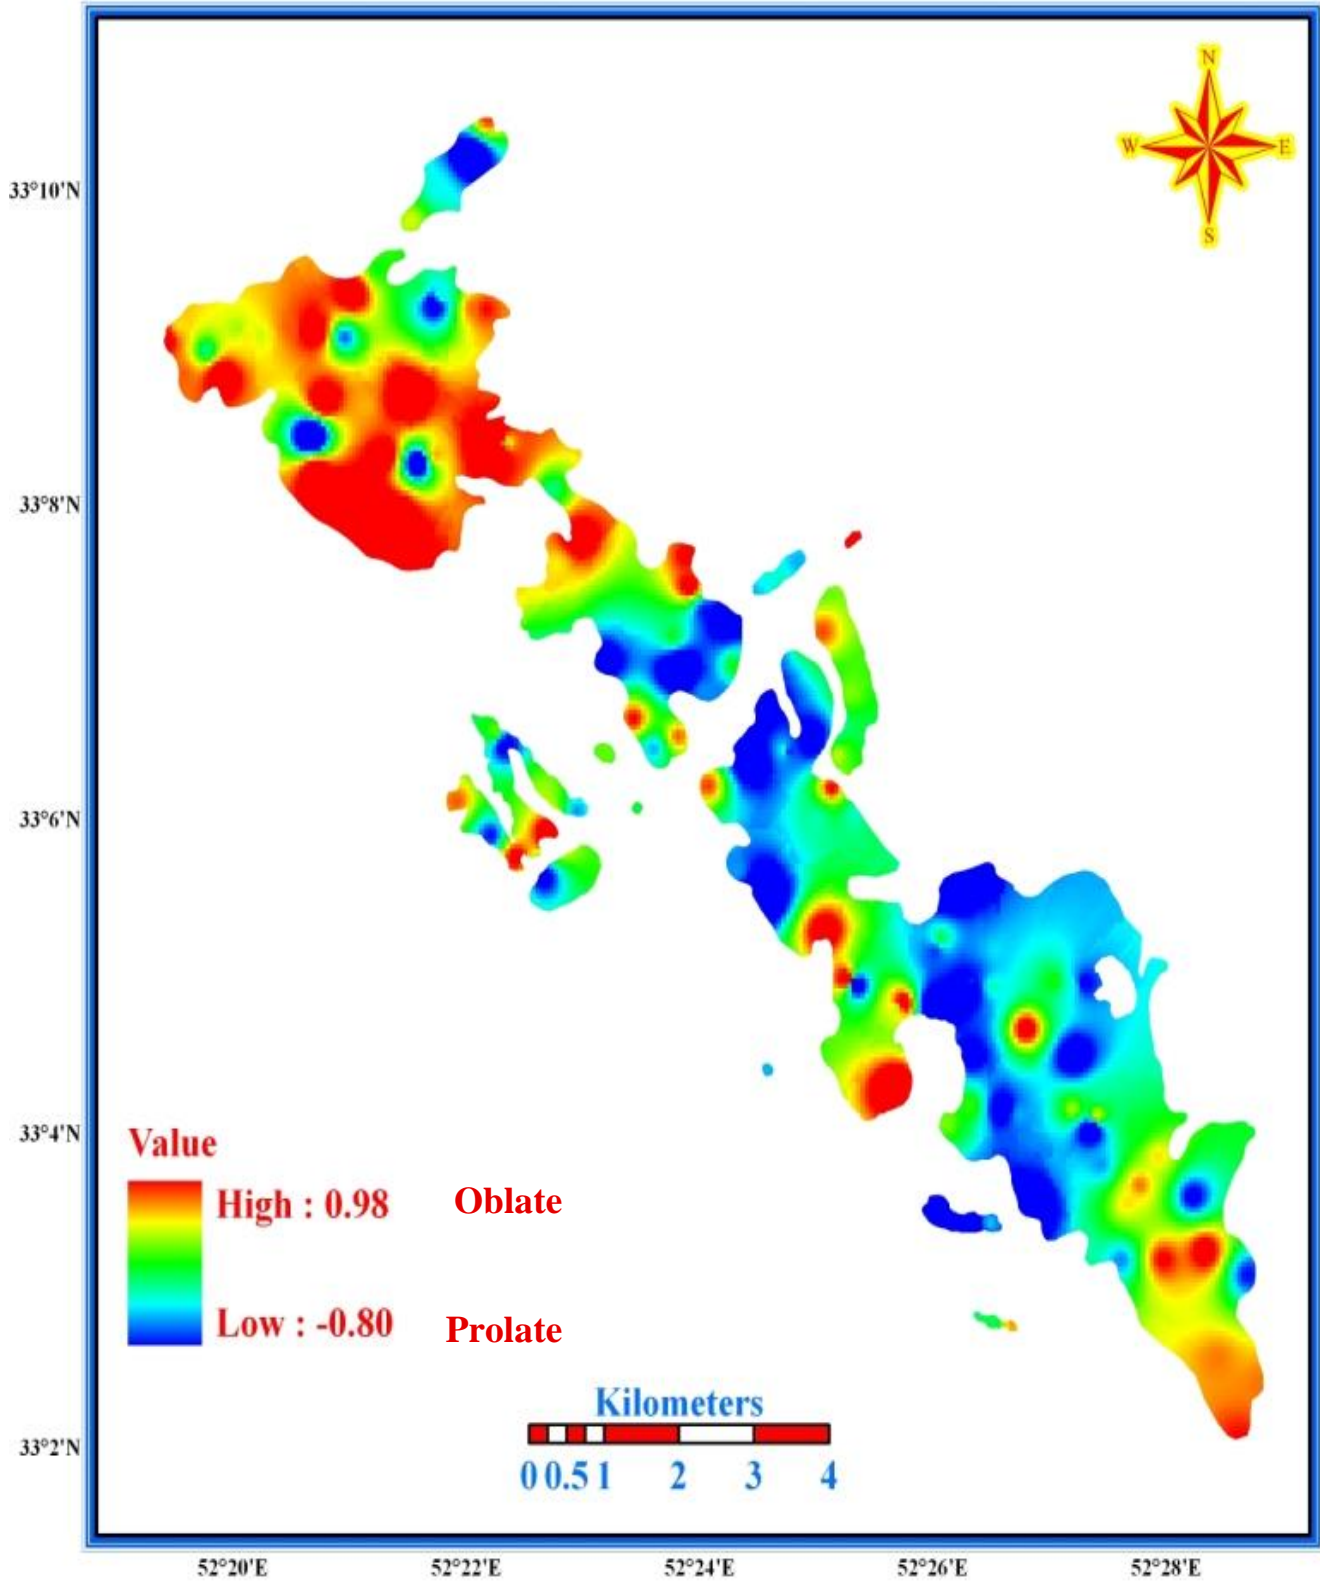 N
W E
S
33°10'N
33°8'N
33°6'N
33°4'N
33°2'N
Value
High : 0.98 Oblate
Low : -0.80 Prolate
Kilometers
0 0.5 1 2 3 4
52°20'E 52°22'E 52°24'E 52°26'E 52°28'E